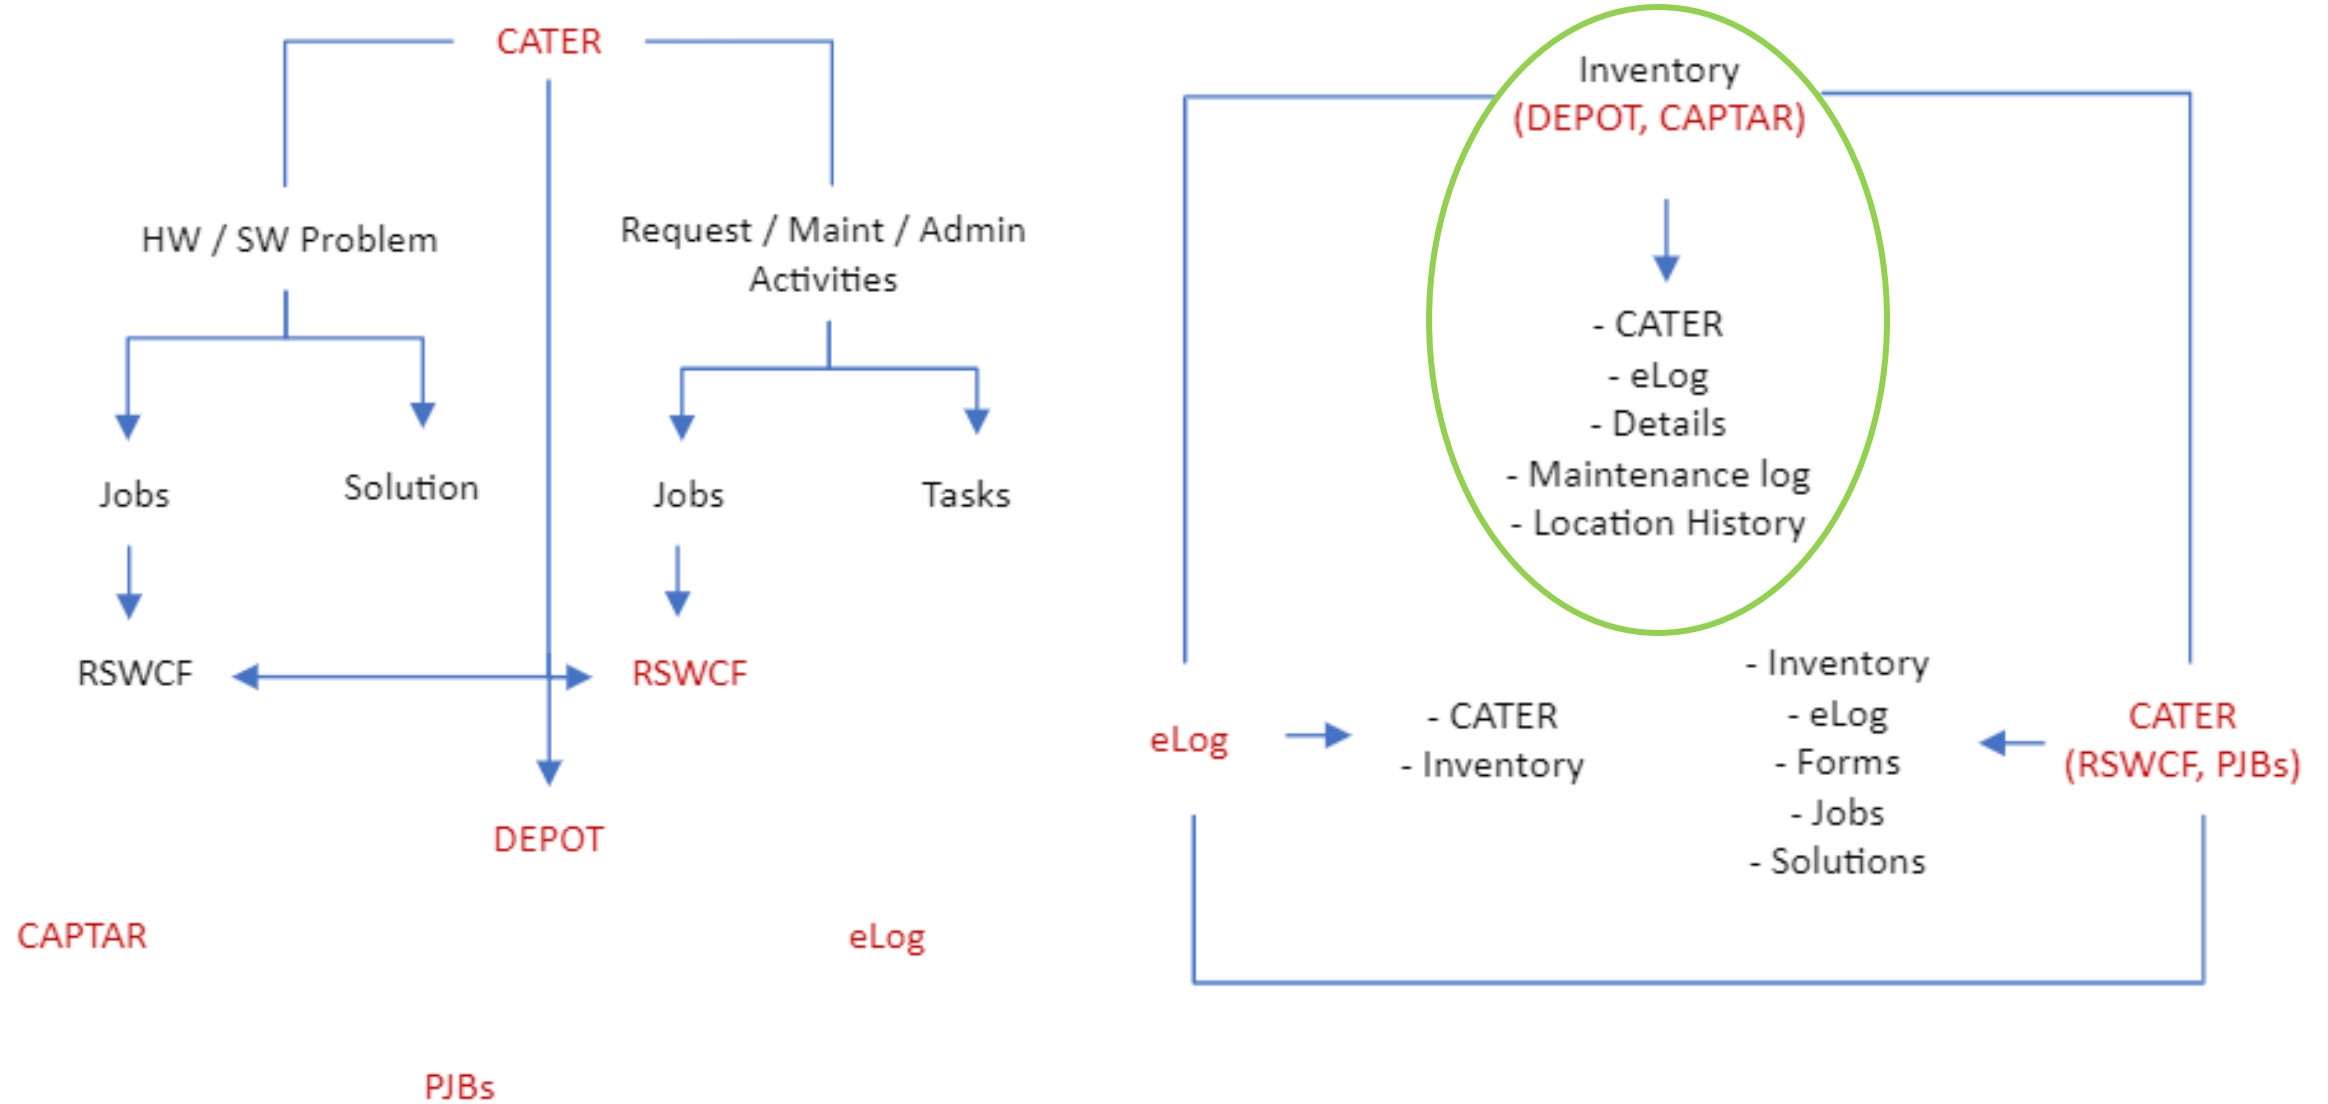 CATER
HW / SW Problem
Request / Maint / Admin
Activities
Jobs
Solution
Jobs
Tasks
RSWCF
RSWCF
DEPOT
CAPTAR
eLog
PJBs
Inventory
(DEPOT, CAPTAR)
- CATER
- eLog
- Details
- Maintenance log
- Location History
eLog
- CATER
- Inventory
- Inventory
- eLog
- Forms
- Jobs
- Solutions
CATER
(RSWCF, PJBs)